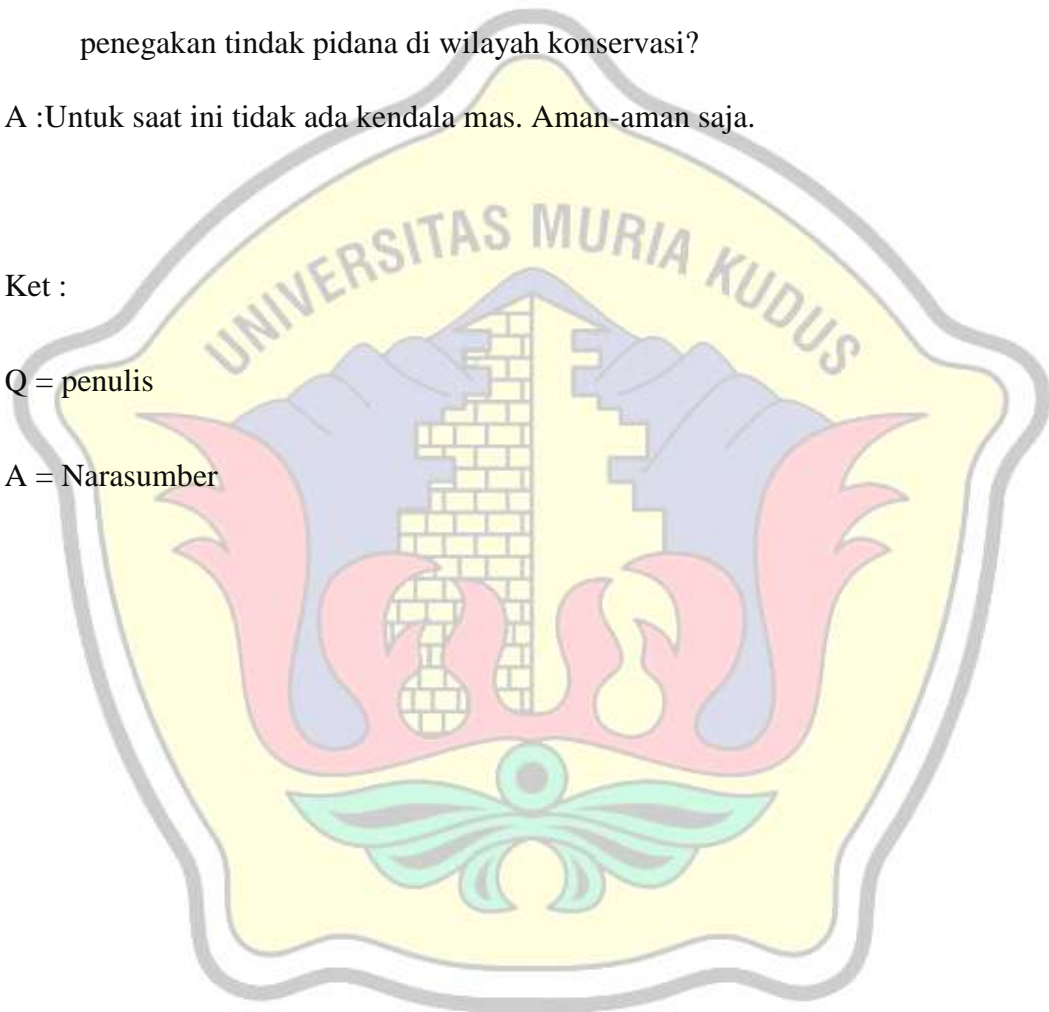 penegakan tindak pidana di wilayah konservasi?
A :Untuk saat ini tidak ada kendala mas. Aman-aman saja.
UNIVERSITAS MURIA KUDUS
Ket :
Q = penulis
A = Narasumber